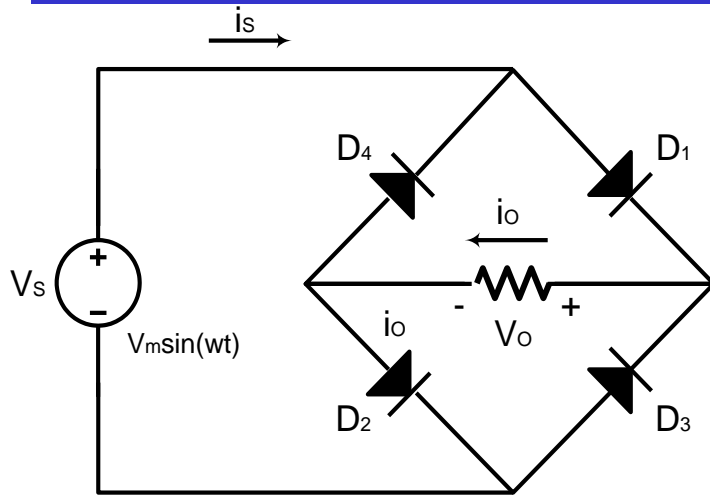 iS
D4
D1
iO
+
VS
-
- +
iO
VO
Vmsin(wt)
D2
D3